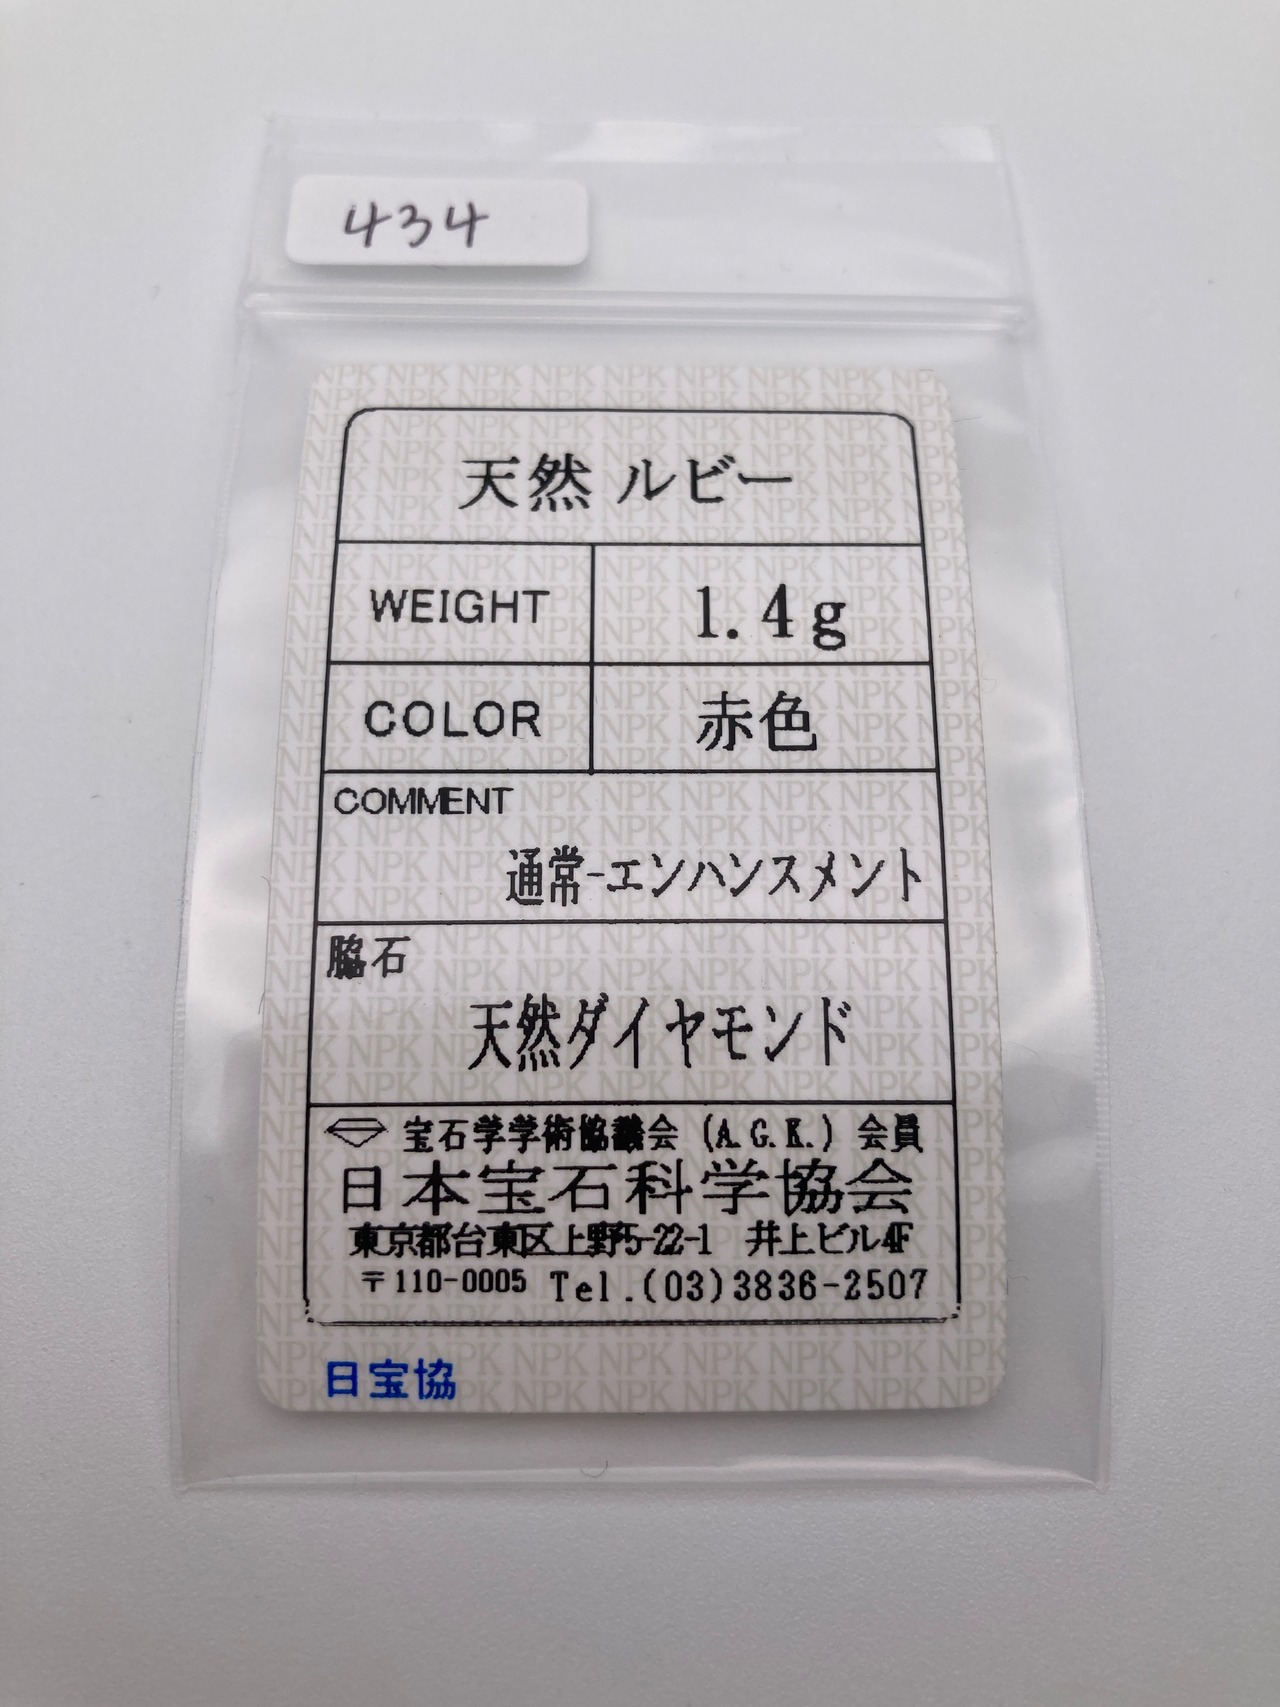 434
天然 ルビー
WEIGHT 1.4g
COLOR 赤色
COMMENT
通常-エンハンスメント
脇石
天然ダイヤモンド
宝石学学術協議会 (A.G.K.) 会員
日本宝石科学協会
東京都台東区上野5-22-1 井上ビル4F
〒110-0005 Tel.(03)3836-2507
日宝協